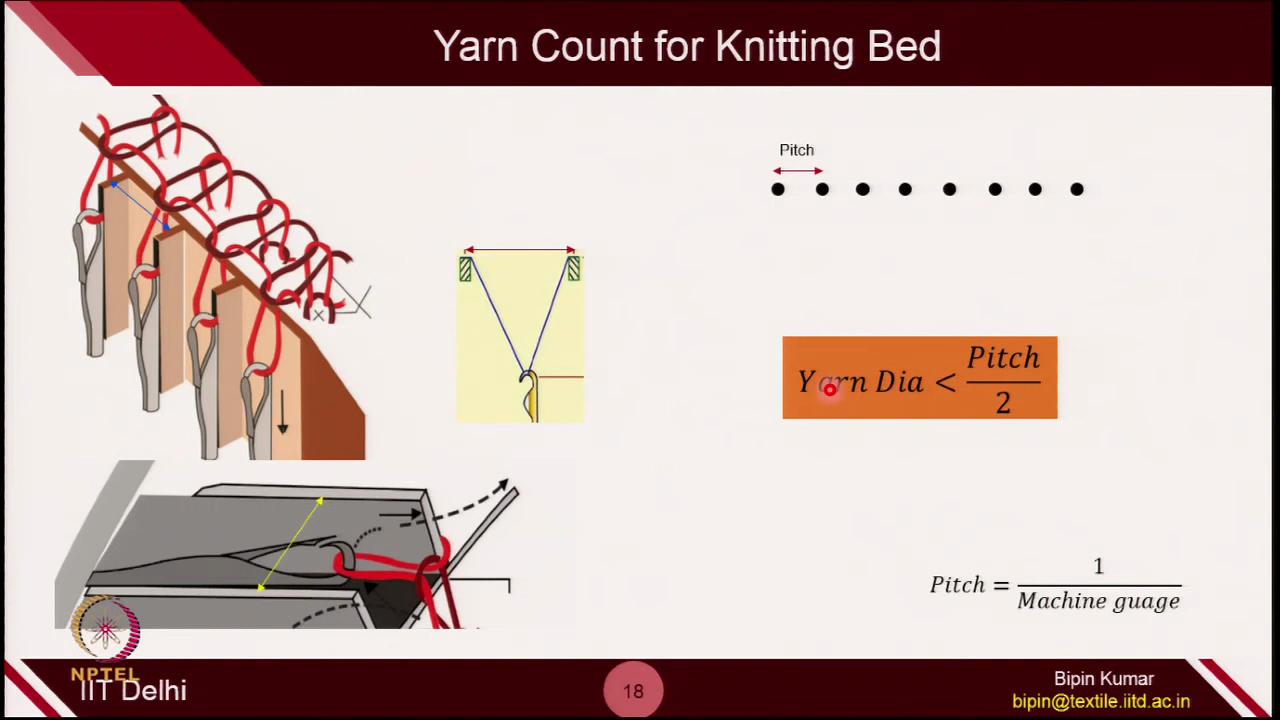 Yarn Count for Knitting Bed
Pitch
Yarn Dia < Pitch / 2
Pitch = 1 / Machine guage
NPTEL
IIT Delhi
18
Bipin Kumar
bipin@textile.iitd.ac.in